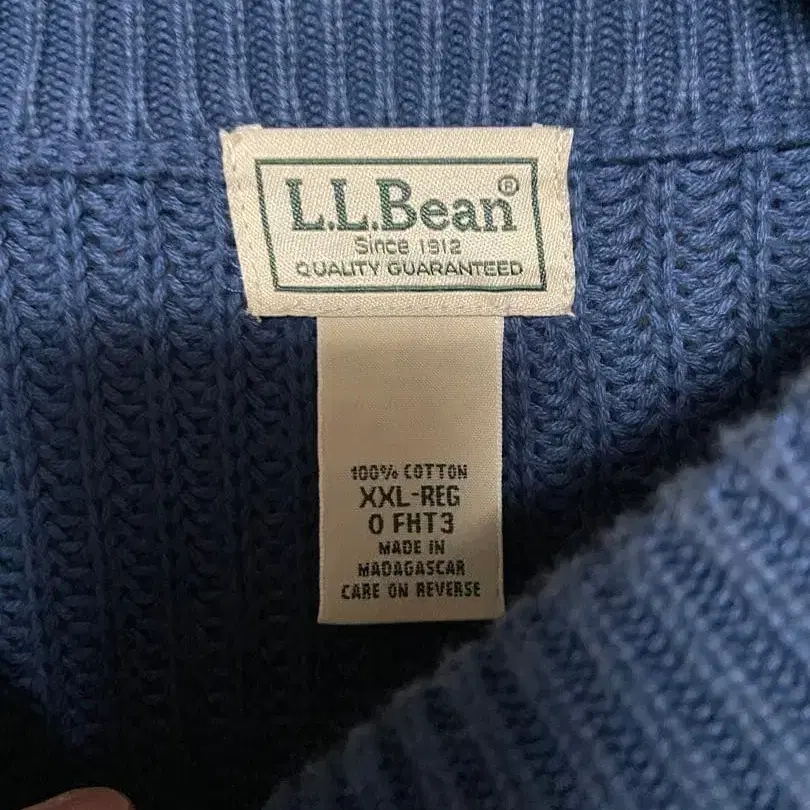 L.L.Bean®
Since 1912
QUALITY GUARANTEED
100% COTTON
XXL-REG
0 FHT3
MADE IN
MADAGASCAR
CARE ON REVERSE